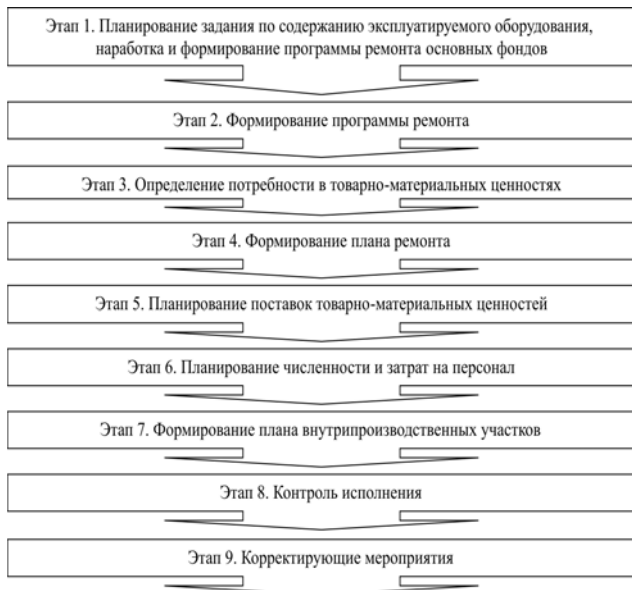 Этап 1. Планирование задания по содержанию эксплуатируемого оборудования,
наработка и формирование программы ремонта основных фондов
Этап 2. Формирование программы ремонта
Этап 3. Определение потребности в товарно-материальных ценностях
Этап 4. Формирование плана ремонта
Этап 5. Планирование поставок товарно-материальных ценностей
Этап 6. Планирование численности и затрат на персонал
Этап 7. Формирование плана внутрипроизводственных участков
Этап 8. Контроль исполнения
Этап 9. Корректирующие мероприятия